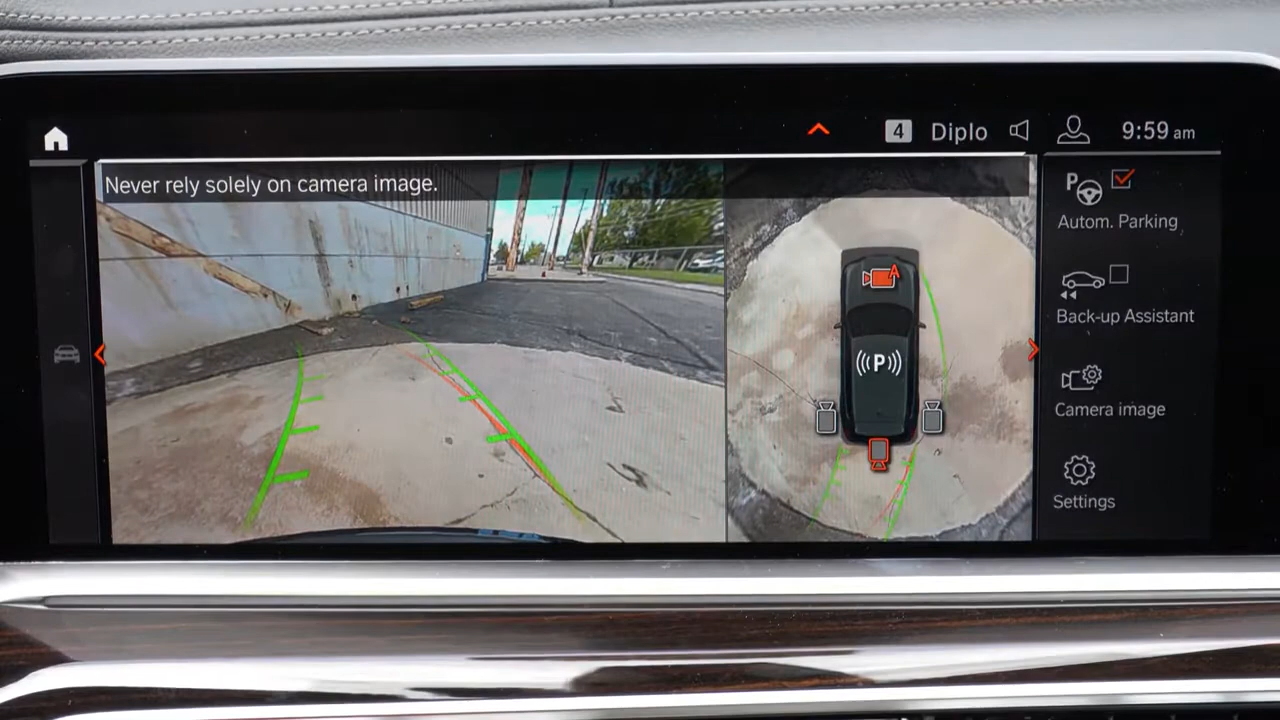 4 Diplo 9:59 am
Never rely solely on camera image.
P
Autom. Parking
A
Back-up Assistant
((P))
Camera image
Settings